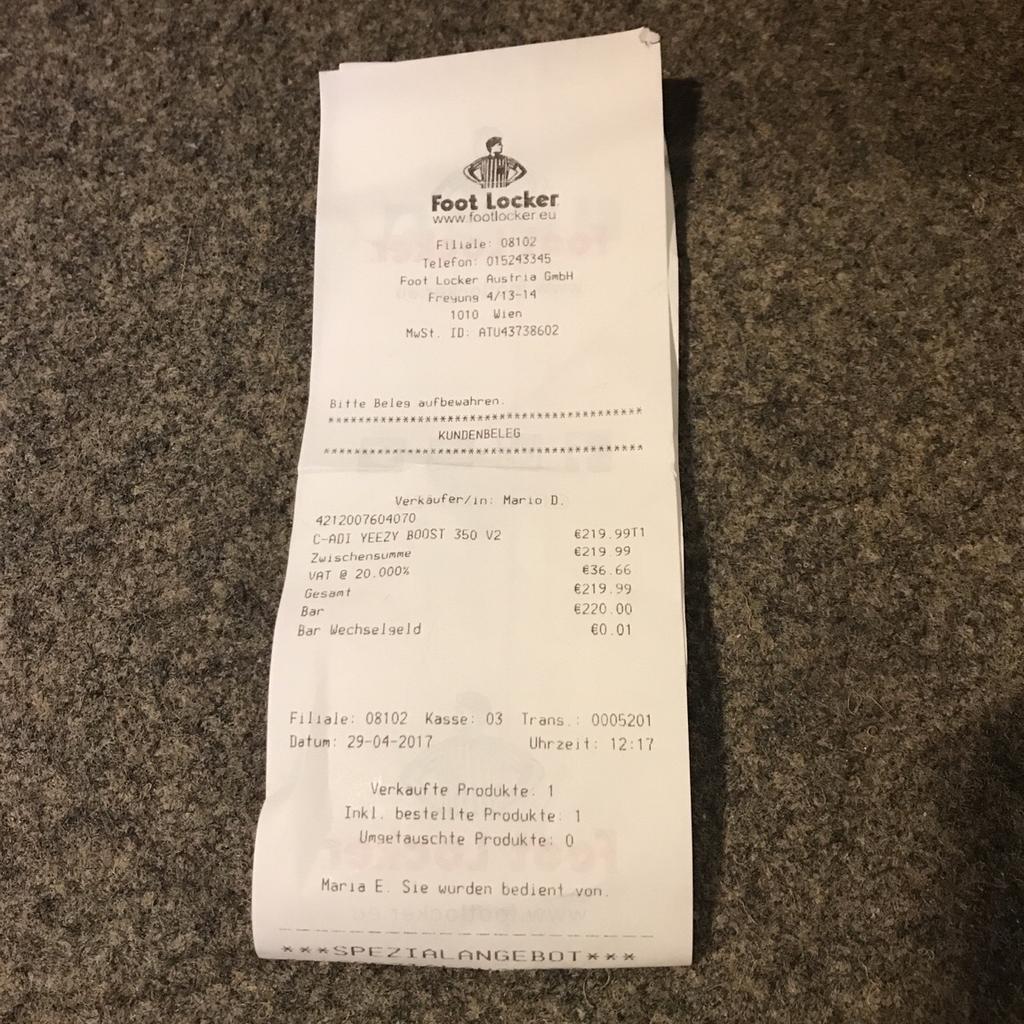 Foot Locker
www.footlocker.eu
Filiale: 08102
Telefon: 015243345
Foot Locker Austria GmbH
Freyung 4/13-14
1010 Wien
MwSt. ID: ATU43738602
Bitte Beleg aufbewahren.
****************************************
KUNDENBELEG
****************************************
Verkäufer/in: Mario D.
4212007604070
C-ADI YEEZY BOOST 350 V2 €219.99T1
Zwischensumme €219.99
VAT @ 20.000% €36.66
Gesamt €219.99
Bar €220.00
Bar Wechselgeld €0.01
Filiale: 08102 Kasse: 03 Trans.: 0005201
Datum: 29-04-2017 Uhrzeit: 12:17
Verkaufte Produkte: 1
Inkl. bestellte Produkte: 1
Umgetauschte Produkte: 0
Maria E. Sie wurden bedient von.
***SPEZIALANGEBOT***